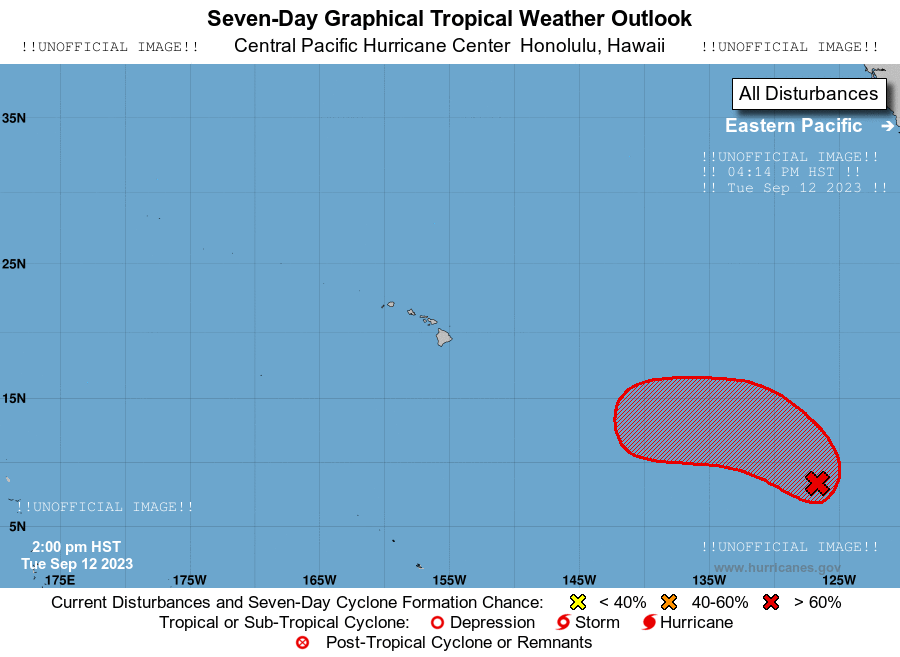 Seven-Day Graphical Tropical Weather Outlook
!!UNOFFICIAL IMAGE!! Central Pacific Hurricane Center Honolulu, Hawaii !!UNOFFICIAL IMAGE!!
All Disturbances
35N
Eastern Pacific
!!UNOFFICIAL IMAGE!!
!! 04:14 PM HST !!
!! Tue Sep 12 2023 !!
25N
15N
!!UNOFFICIAL IMAGE!!
5N
2:00 pm HST
Tue Sep 12 2023
!!UNOFFICIAL IMAGE!!
www.hurricanes.gov
175E 175W 165W 155W 145W 135W 125W
Current Disturbances and Seven-Day Cyclone Formation Chance: < 40% 40-60% > 60%
Tropical or Sub-Tropical Cyclone: Depression Storm Hurricane
Post-Tropical Cyclone or Remnants